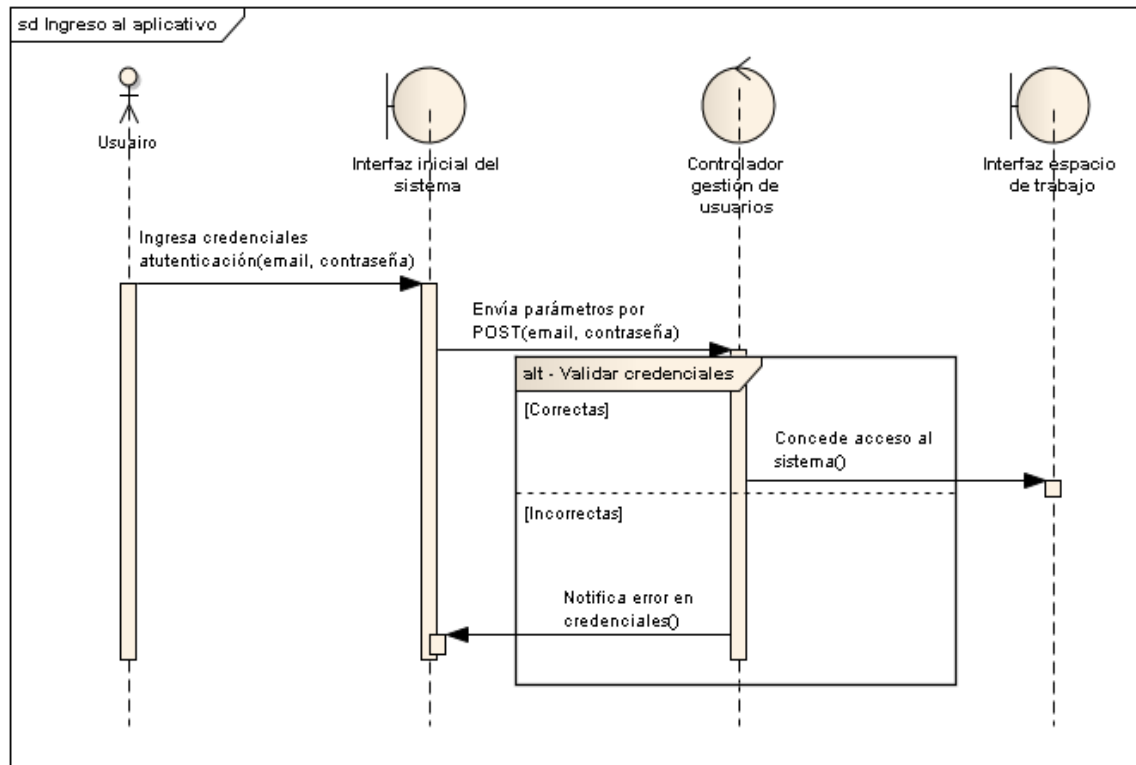 sd Ingreso al aplicativo
Usuairo
Interfaz inicial del
sistema
Controlador
gestión de
usuarios
Interfaz espacio
de trabajo
Ingresa credenciales
atutenticación(email, contraseña)
Envía parámetros por
POST(email, contraseña)
alt - Validar credenciales
[Correctas]
Concede acceso al
sistema()
[Incorrectas]
Notifica error en
credenciales()